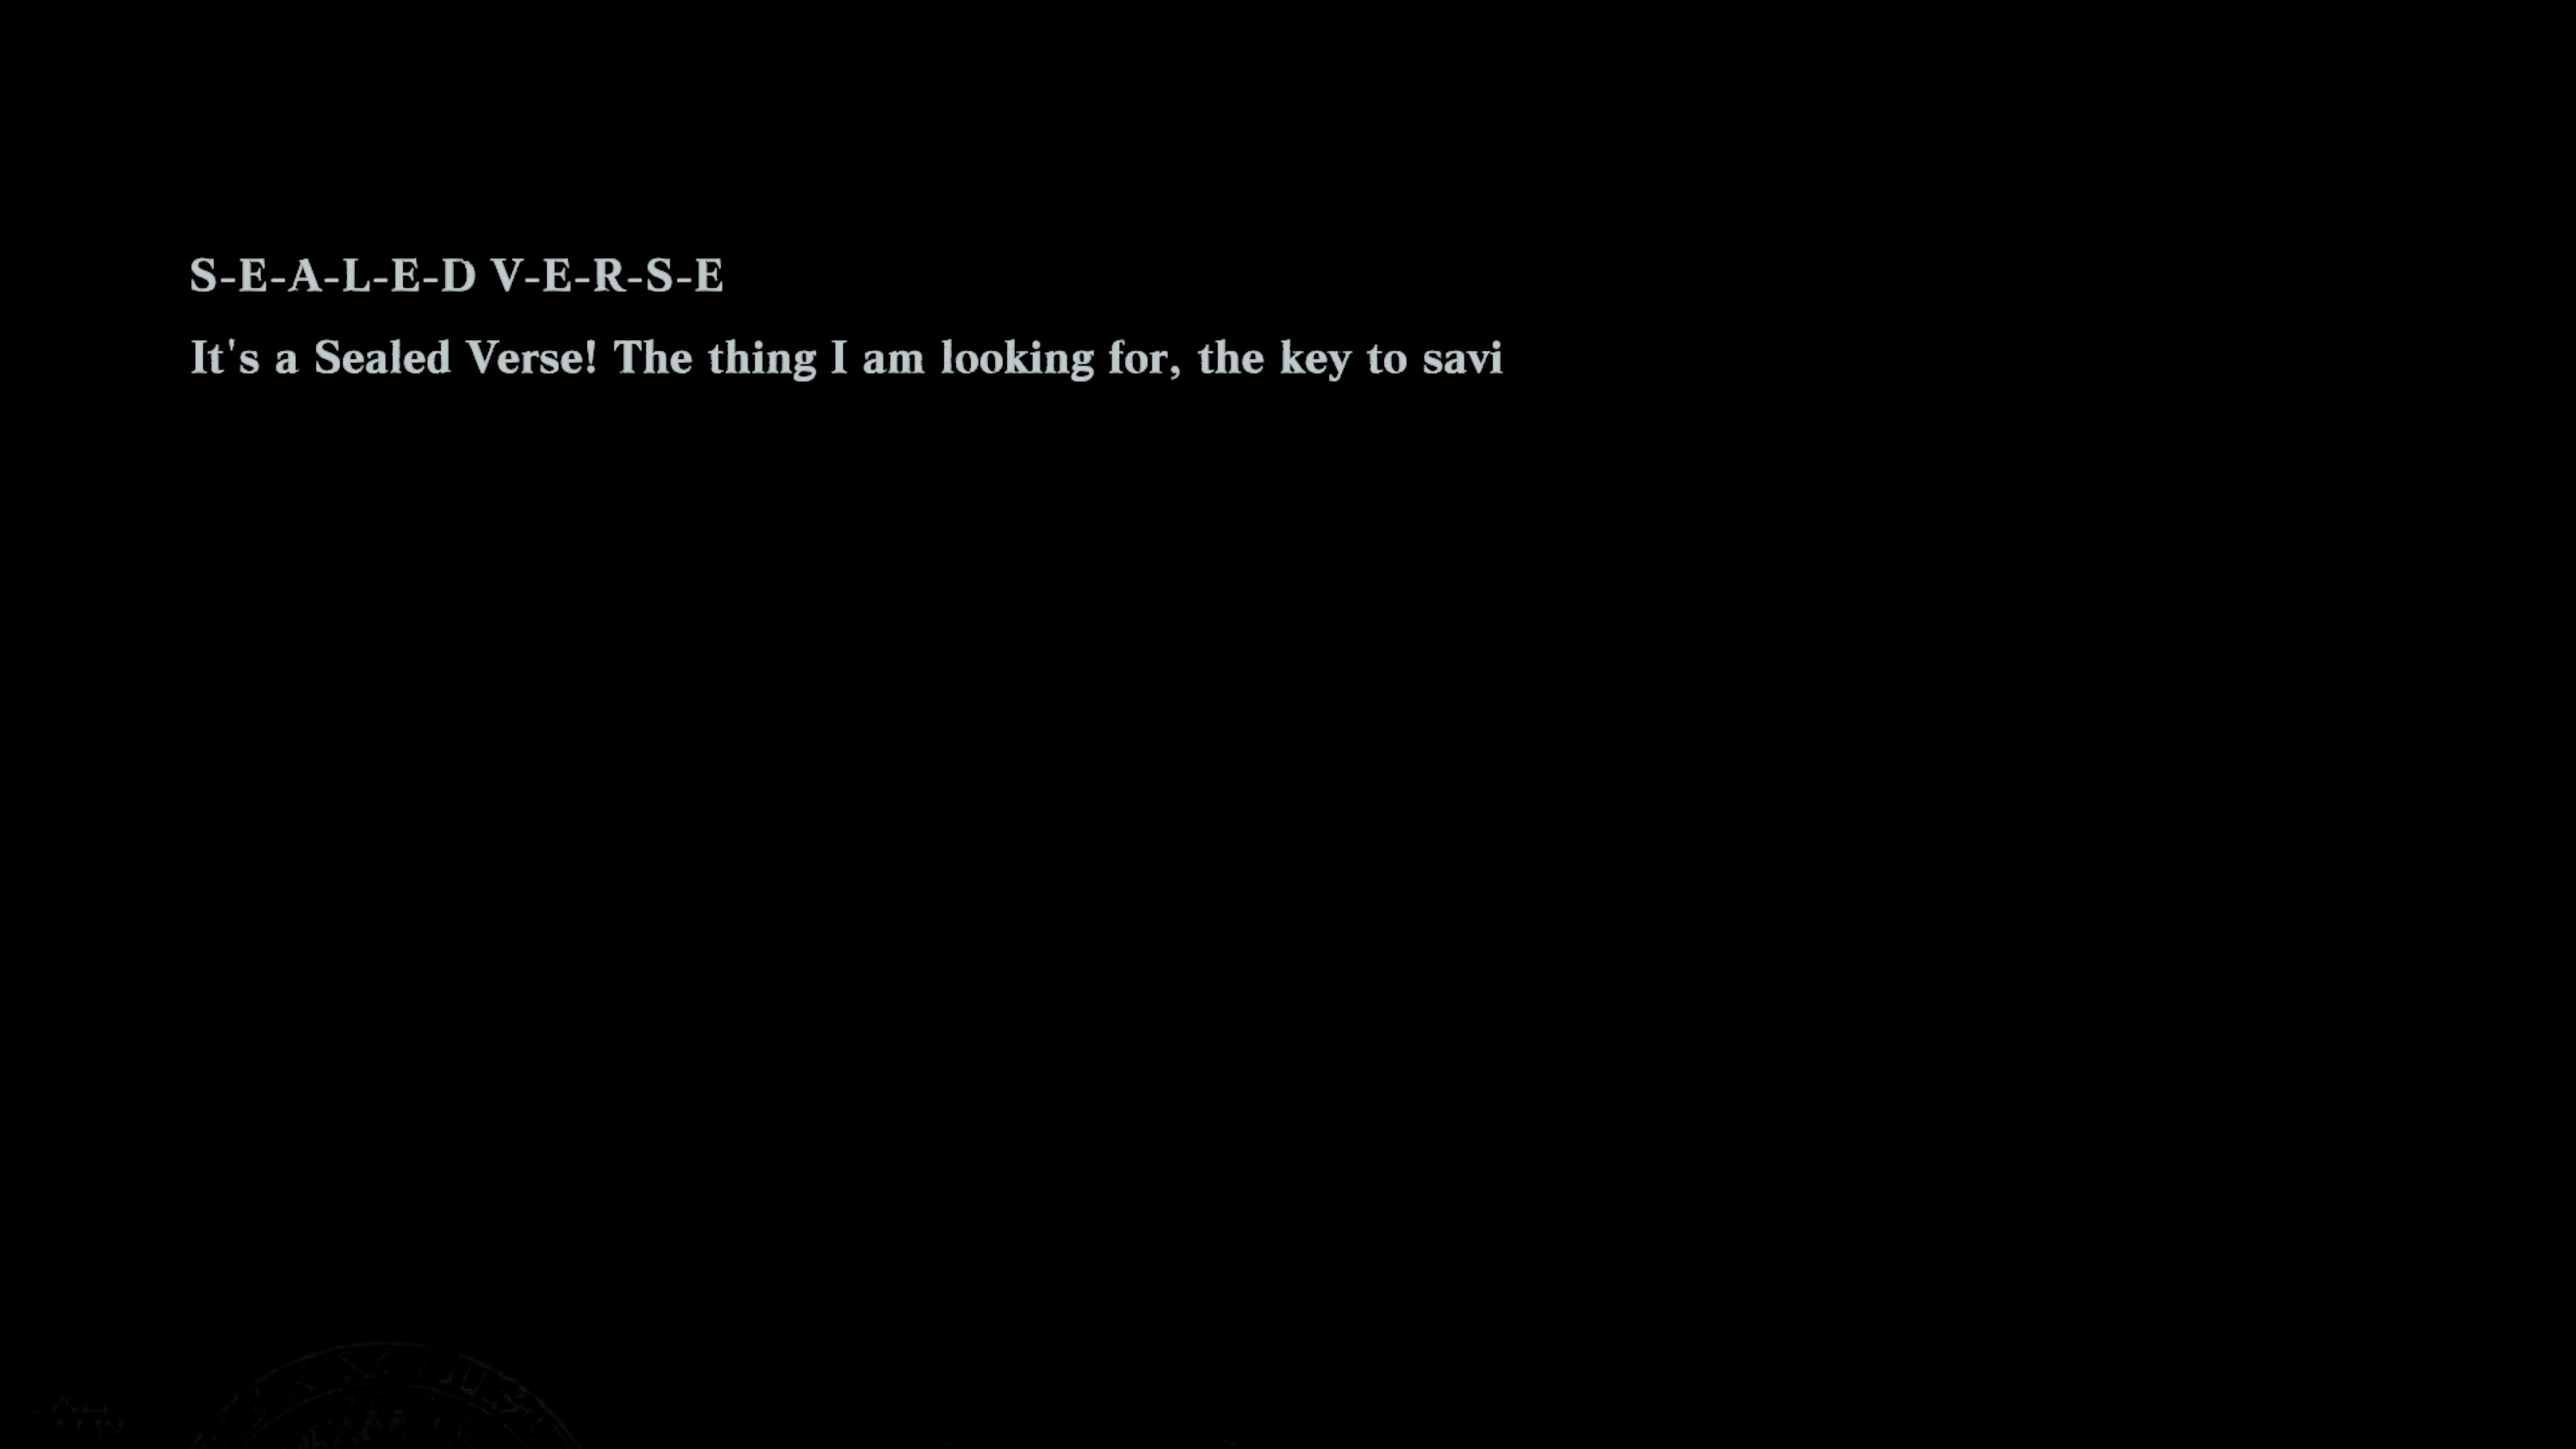 S-E-A-L-E-D V-E-R-S-E
It's a Sealed Verse! The thing I am looking for, the key to savi